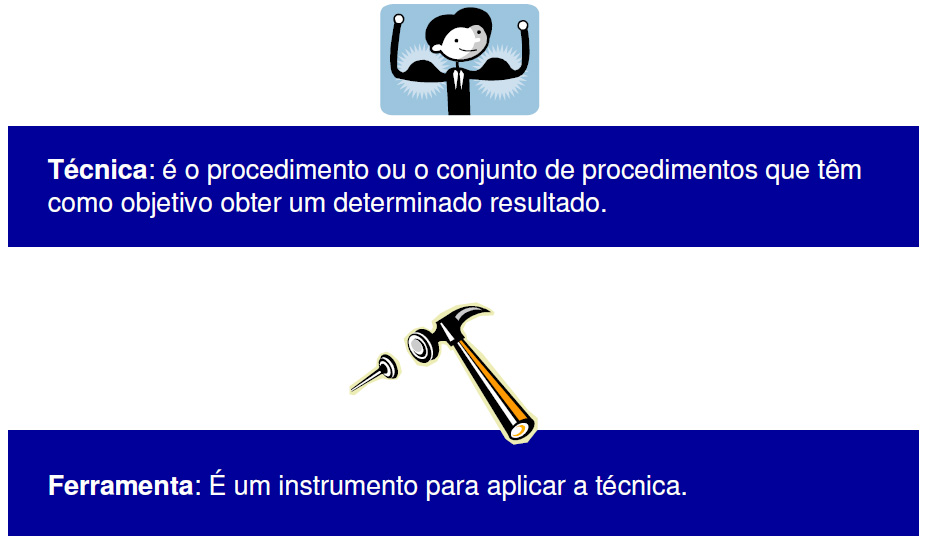 Técnica: é o procedimento ou o conjunto de procedimentos que têm
como objetivo obter um determinado resultado.
Ferramenta: É um instrumento para aplicar a técnica.